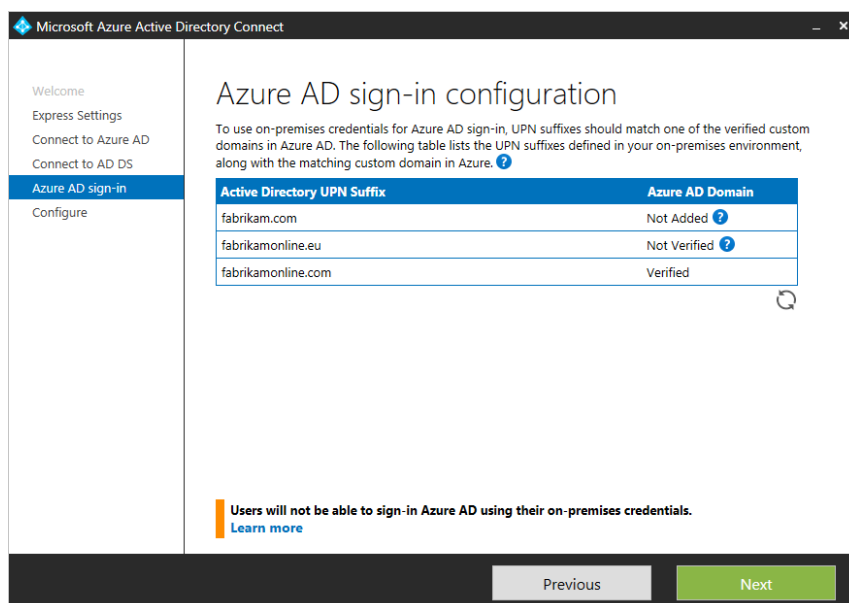 Microsoft Azure Active Directory Connect
Welcome
Express Settings
Connect to Azure AD
Connect to AD DS
Azure AD sign-in
Configure
Azure AD sign-in configuration
To use on-premises credentials for Azure AD sign-in, UPN suffixes should match one of the verified custom
domains in Azure AD. The following table lists the UPN suffixes defined in your on-premises environment,
along with the matching custom domain in Azure. ?
Active Directory UPN Suffix Azure AD Domain
fabrikam.com Not Added ?
fabrikamonline.eu Not Verified ?
fabrikamonline.com Verified
Users will not be able to sign-in Azure AD using their on-premises credentials.
Learn more
Previous Next